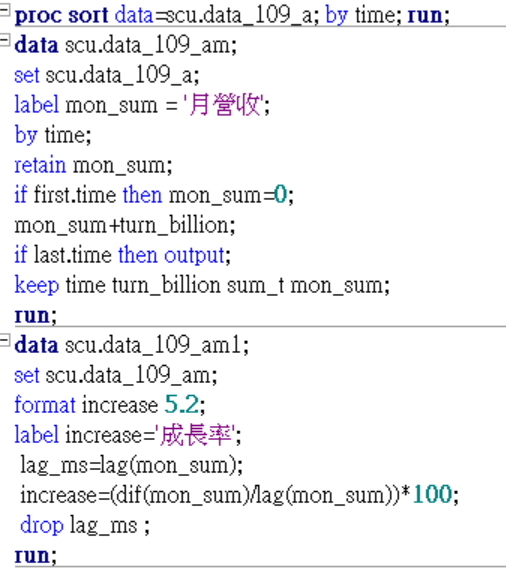 proc sort data=scu.data_109_a; by time; run;
data scu.data_109_am;
set scu.data_109_a;
label mon_sum = '月營收';
by time;
retain mon_sum;
if first.time then mon_sum=0;
mon_sum+turn_billion;
if last.time then output;
keep time turn_billion sum_t mon_sum;
run;
data scu.data_109_am1;
set scu.data_109_am;
format increase 5.2;
label increase='成長率';
lag_ms=lag(mon_sum);
increase=(dif(mon_sum)/lag(mon_sum))*100;
drop lag_ms ;
run;